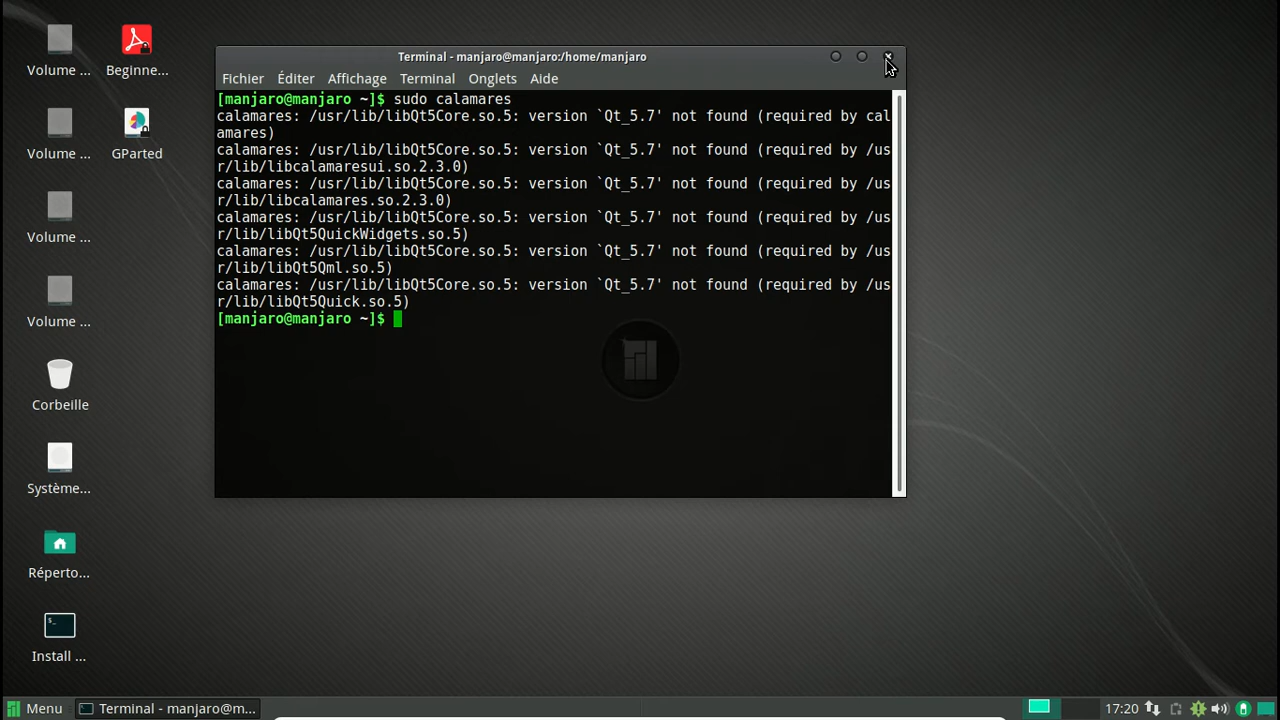 Volume ...
Beginne...
Volume ...
GParted
Volume ...
Volume ...
Corbeille
Système...
Réperto...
Install ...
Terminal - manjaro@manjaro:/home/manjaro
Fichier Éditer Affichage Terminal Onglets Aide
[manjaro@manjaro ~]$ sudo calamares
calamares: /usr/lib/libQt5Core.so.5: version `Qt_5.7' not found (required by cal
amares)
calamares: /usr/lib/libQt5Core.so.5: version `Qt_5.7' not found (required by /us
r/lib/libcalamaresui.so.2.3.0)
calamares: /usr/lib/libQt5Core.so.5: version `Qt_5.7' not found (required by /us
r/lib/libcalamares.so.2.3.0)
calamares: /usr/lib/libQt5Core.so.5: version `Qt_5.7' not found (required by /us
r/lib/libQt5QuickWidgets.so.5)
calamares: /usr/lib/libQt5Core.so.5: version `Qt_5.7' not found (required by /us
r/lib/libQt5Qml.so.5)
calamares: /usr/lib/libQt5Core.so.5: version `Qt_5.7' not found (required by /us
r/lib/libQt5Quick.so.5)
[manjaro@manjaro ~]$
Menu Terminal - manjaro@m... 17:20